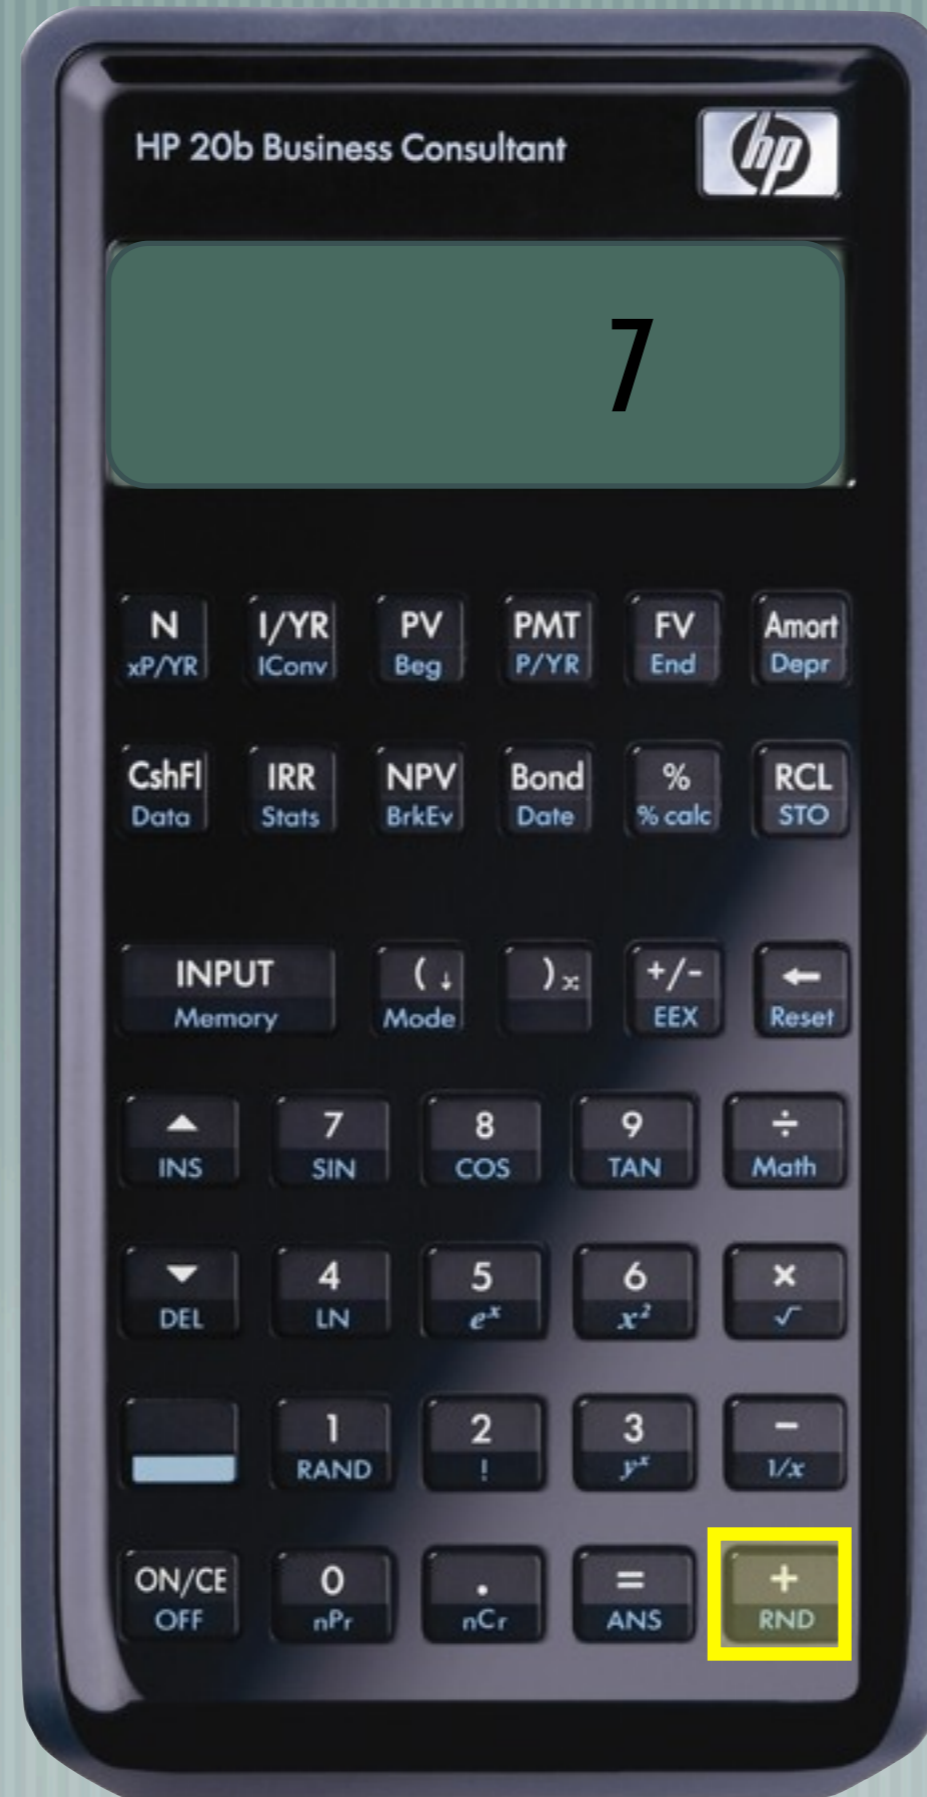 HP 20b Business Consultant
hp
7
N I/YR PV PMT FV Amort
xP/YR IConv Beg P/YR End Depr
CshFl IRR NPV Bond % RCL
Data Stats BrkEv Date % calc STO
INPUT ( ↓ ) x +/- ←
Memory Mode EEX Reset
▲ 7 8 9 ÷
INS SIN COS TAN Math
▼ 4 5 6 ×
DEL LN eˣ x² √
1 2 3 −
RAND ! yˣ 1/x
ON/CE 0 . = +
OFF nPr nCr ANS RND